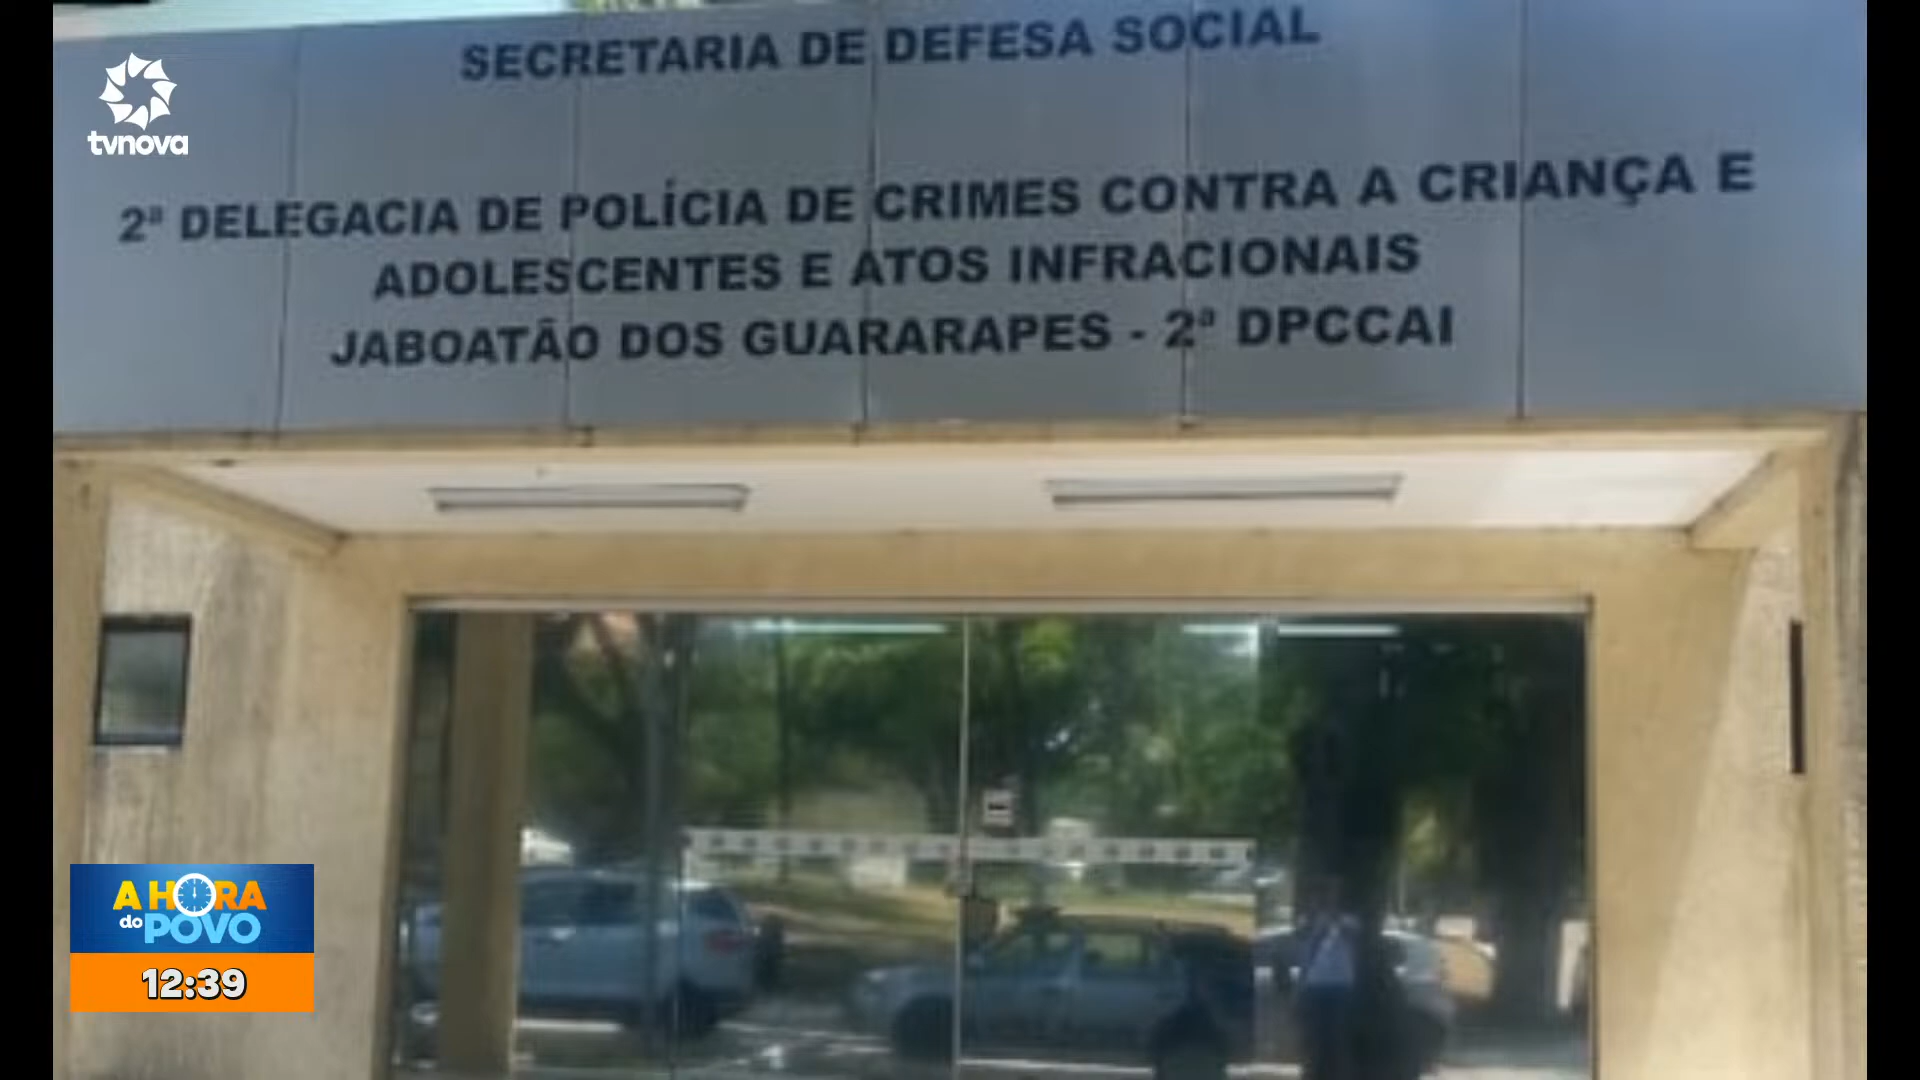 SECRETARIA DE DEFESA SOCIAL
tvnova
2ª DELEGACIA DE POLÍCIA DE CRIMES CONTRA A CRIANÇA E
ADOLESCENTES E ATOS INFRACIONAIS
JABOATÃO DOS GUARARAPES - 2ª DPCCAI
A HORA
do POVO
12:39